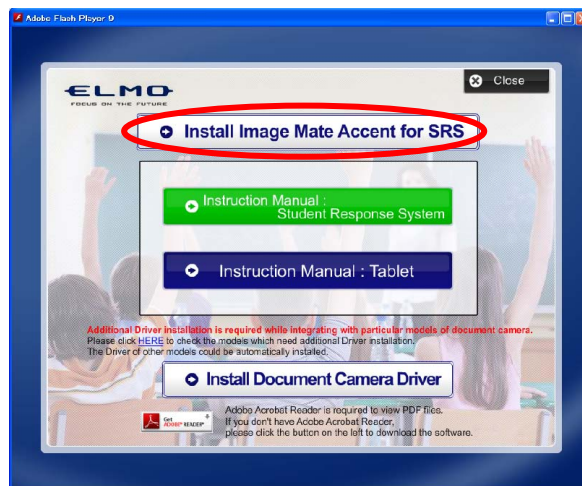 Adobe Flash Player 9
ELMO
FOCUS ON THE FUTURE
Close
Install Image Mate Accent for SRS
Instruction Manual :
Student Response System
Instruction Manual : Tablet
Additional Driver installation is required while integrating with particular models of document camera.
Please click HERE to check the models which need additional Driver installation.
The Driver of other models could be automatically installed.
Install Document Camera Driver
Get
ADOBE® READER®
Adobe Acrobat Reader is required to view PDF files.
If you don't have Adobe Acrobat Reader,
please click the button on the left to download the software.